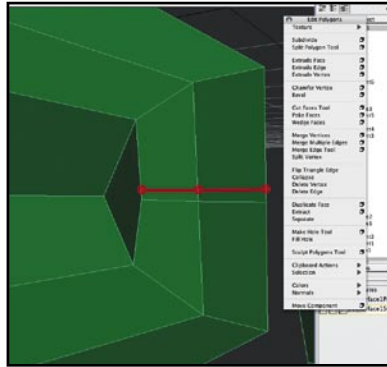 Edit Polygons
Texture
Subdivide
Split Polygon Tool
Extrude Face
Extrude Edge
Extrude Vertex
Chamfer Vertex
Bevel
Cut Faces Tool
Poke Faces
Wedge Faces
Merge Vertices
Merge Multiple Edges
Merge Edge Tool
Split Vertex
Flip Triangle Edge
Collapse
Delete Vertex
Delete Edge
Duplicate Face
Extract
Separate
Make Hole Tool
Fill Hole
Sculpt Polygons Tool
Clipboard Actions
Selection
Colors
Normals
Move Component